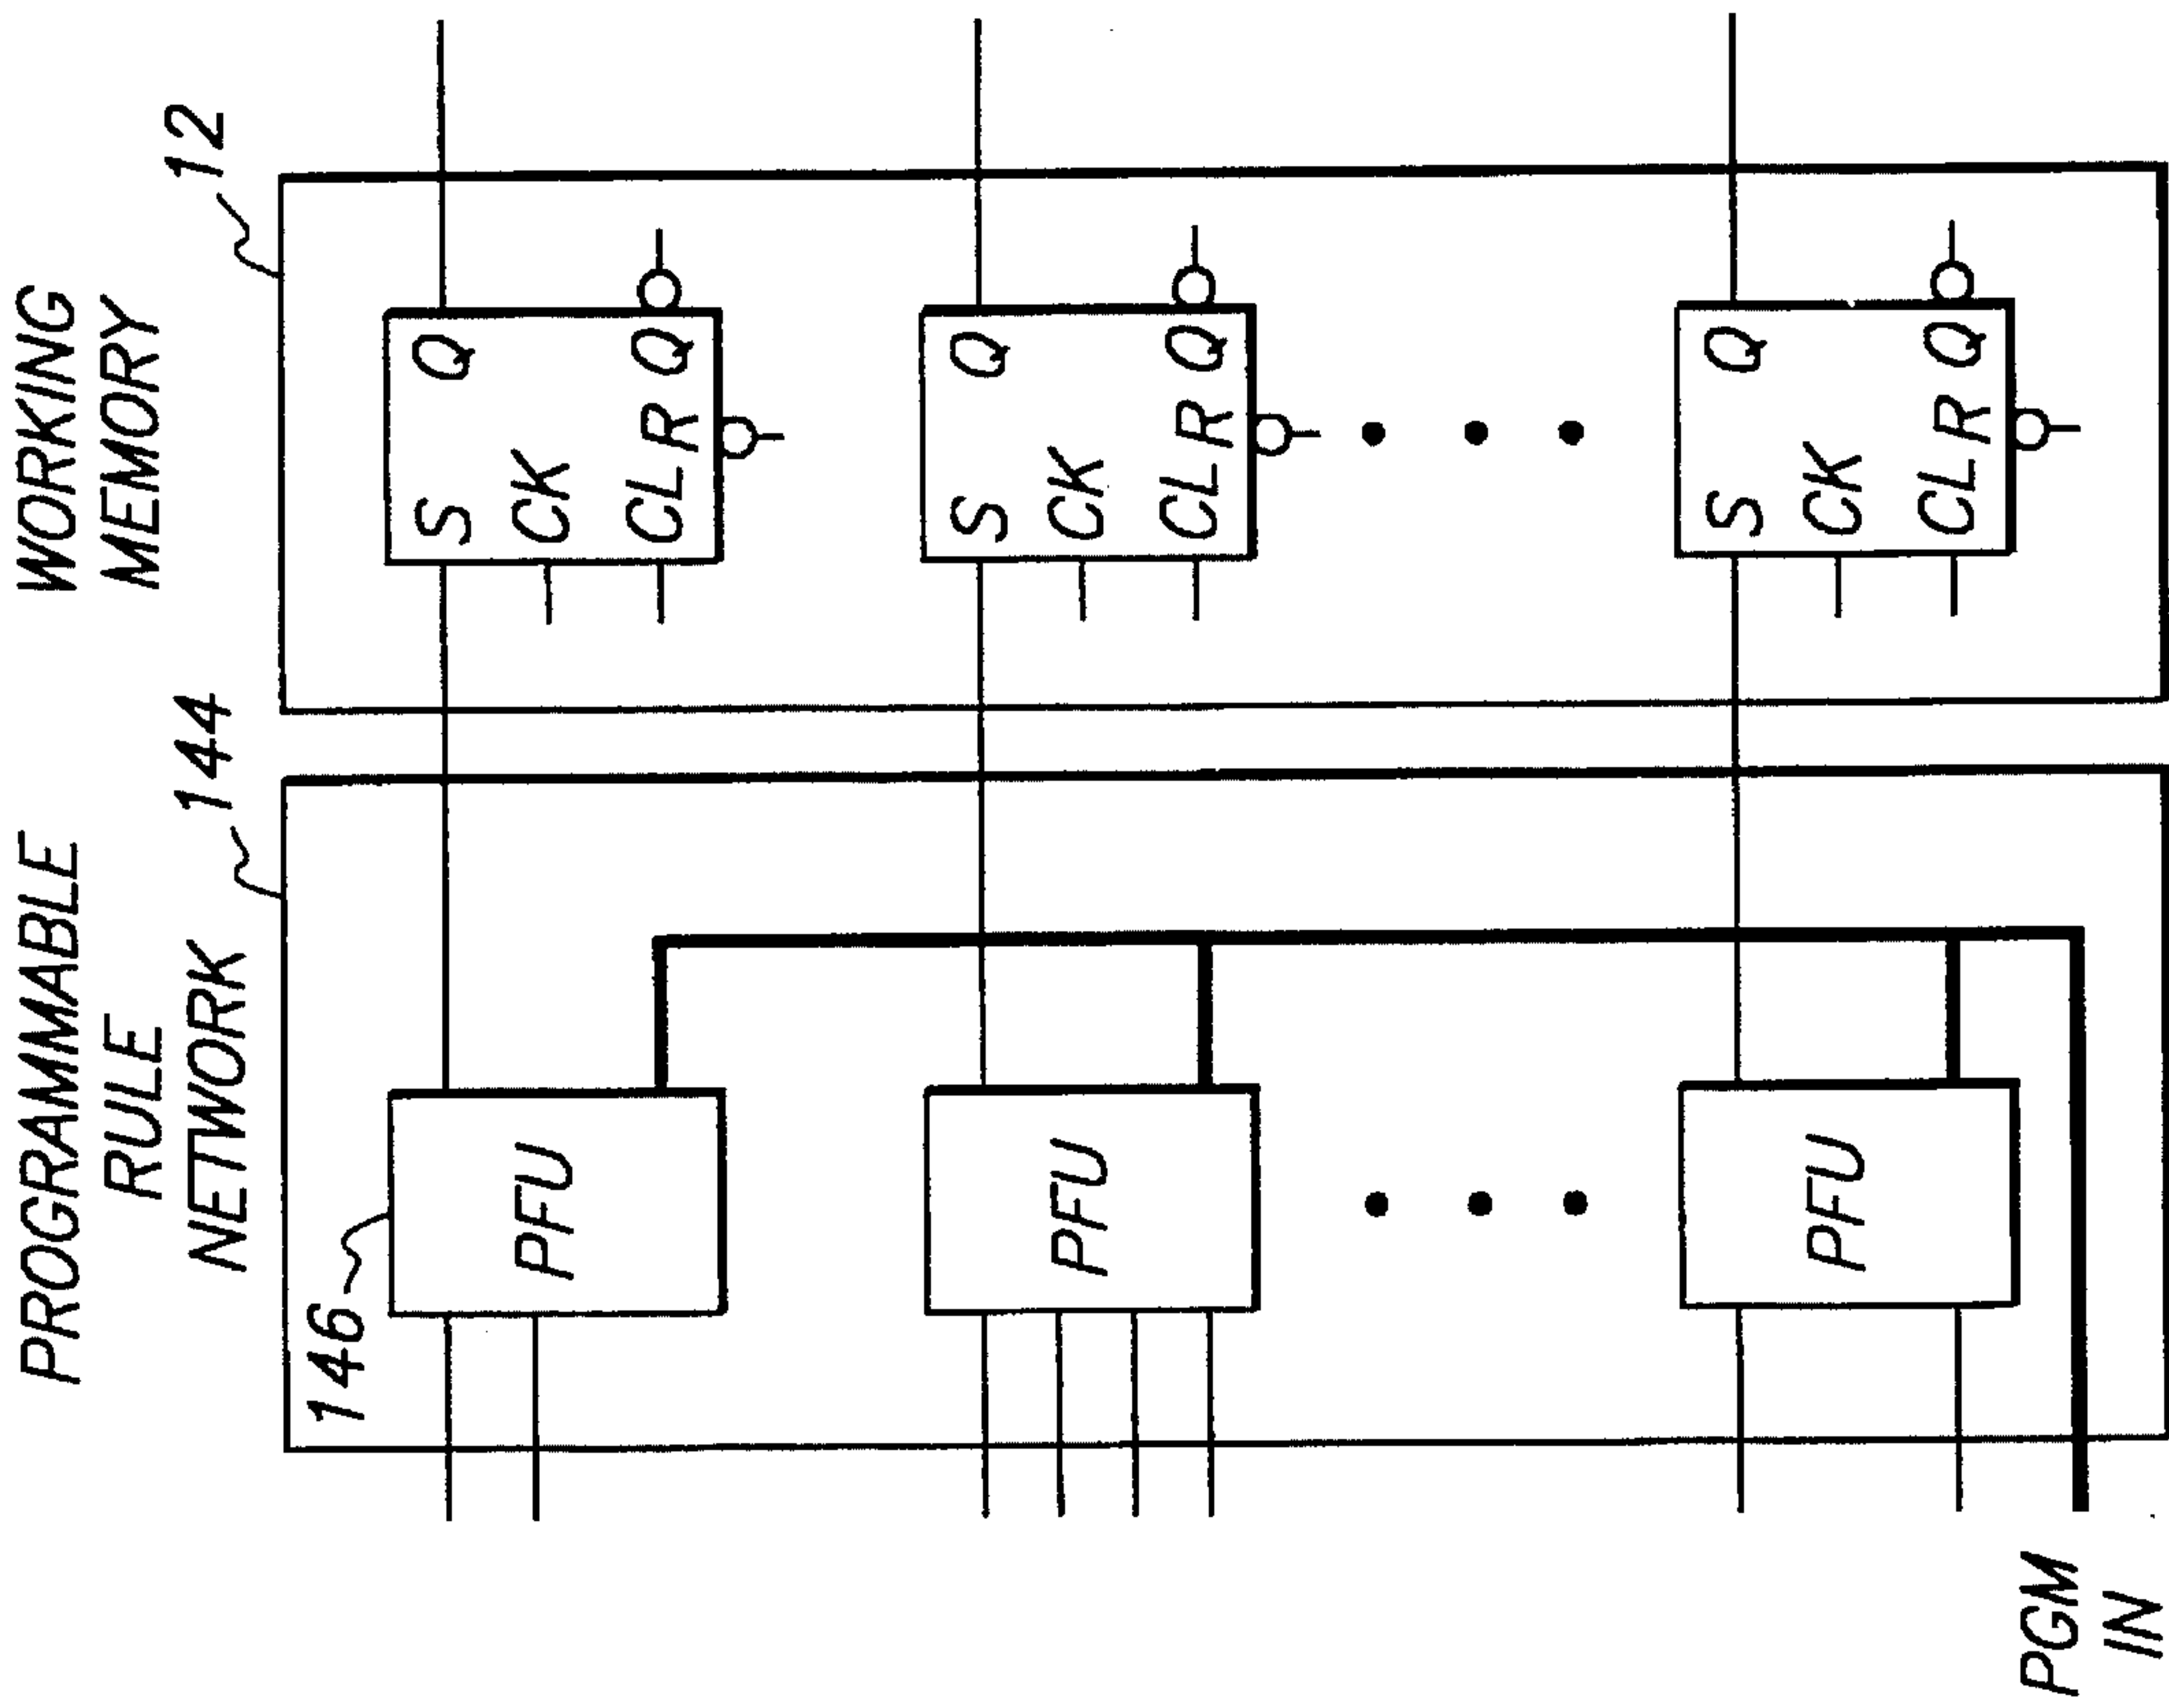 PROGRAMMABLE
RULE
NETWORK
144
WORKING
MEMORY
12
146
PFU
S Q
CK
CLR Q
PFU
S Q
CK
CLR Q
PFU
S Q
CK
CLR Q
PGM
IN